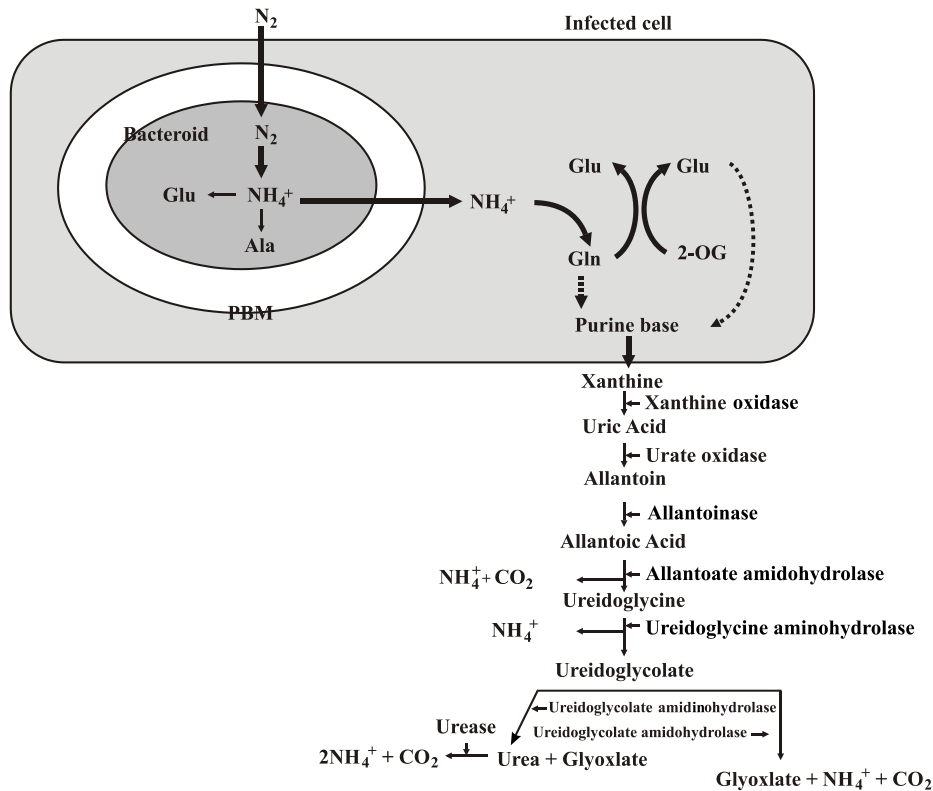 N2
Infected cell
Bacteroid
N2
Glu
NH4+
Ala
PBM
NH4+
Glu
Glu
Gln
2-OG
Purine base
Xanthine
Xanthine oxidase
Uric Acid
Urate oxidase
Allantoin
Allantoinase
Allantoic Acid
Allantoate amidohydrolase
NH4+ + CO2
Ureidoglycine
Ureidoglycine aminohydrolase
NH4+
Ureidoglycolate
Ureidoglycolate amidinohydrolase
Ureidoglycolate amidohydrolase
Urease
2NH4+ + CO2
Urea + Glyoxlate
Glyoxlate + NH4+ + CO2